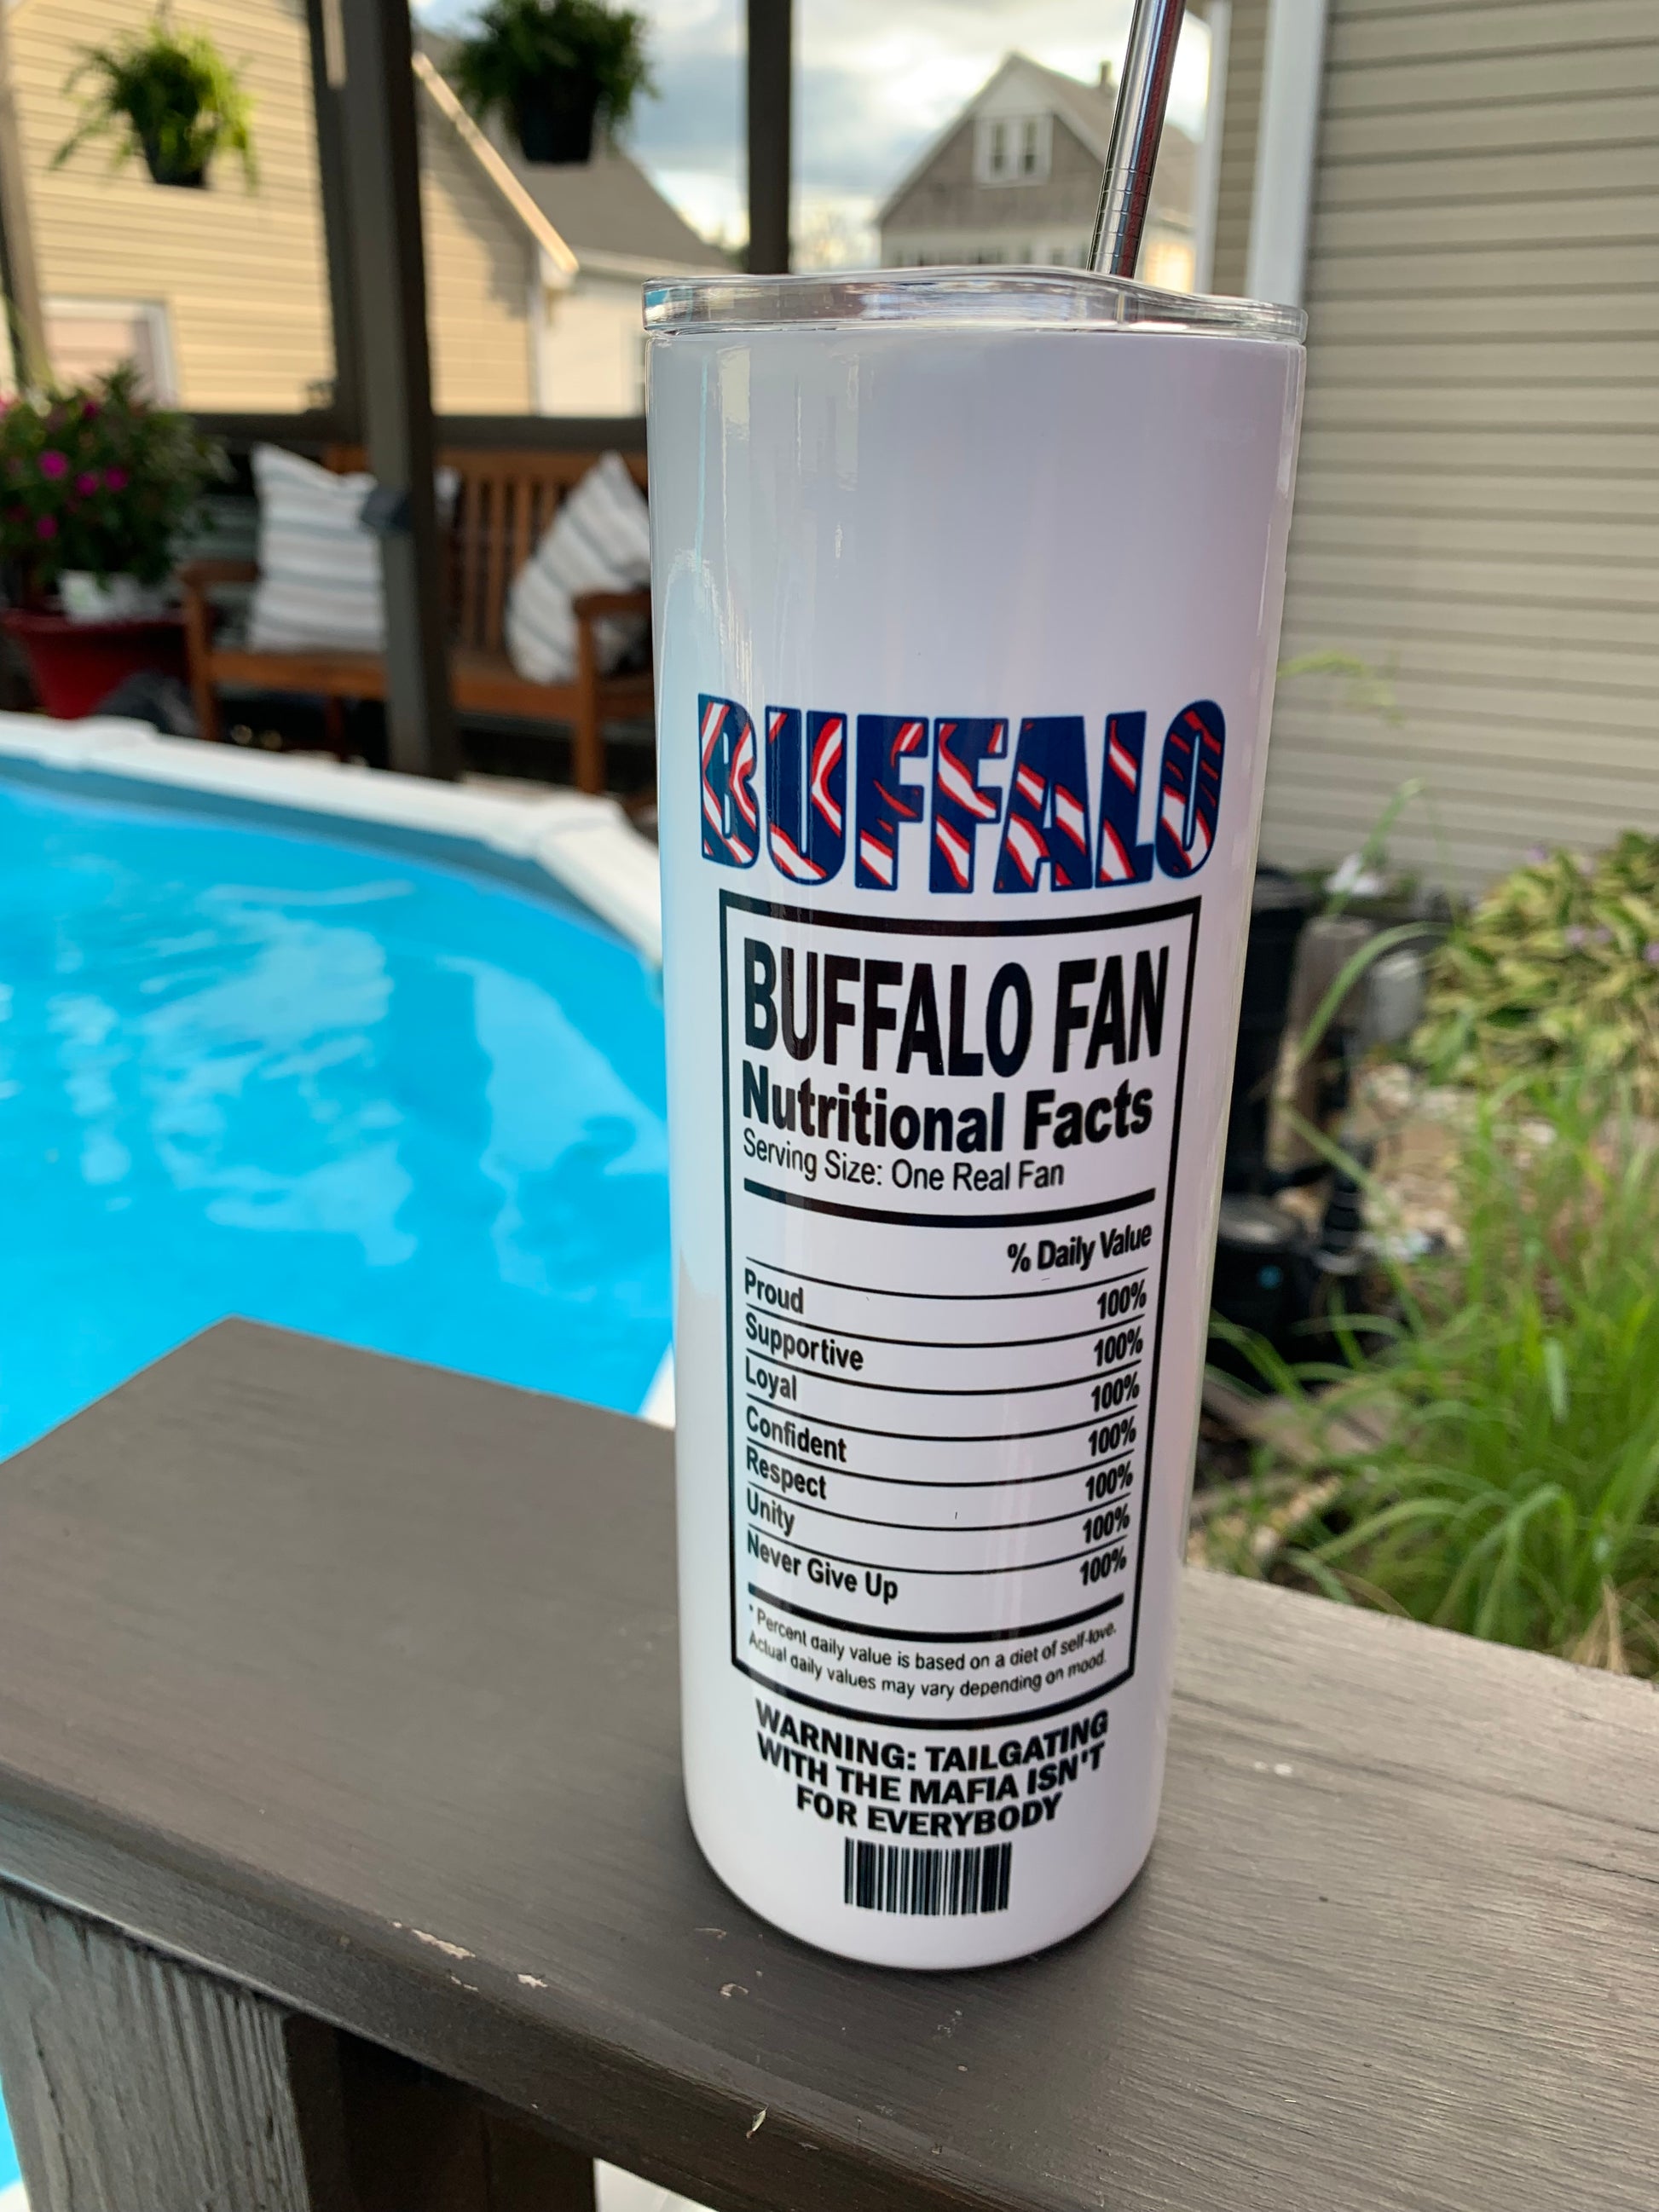 BUFFALO
BUFFALO FAN
Nutritional Facts
Serving Size: One Real Fan
% Daily Value
Proud 100%
Supportive 100%
Loyal 100%
Confident 100%
Respect 100%
Unity 100%
Never Give Up 100%
* Percent daily value is based on a diet of self-love.
Actual daily values may vary depending on mood.
WARNING: TAILGATING
WITH THE MAFIA ISN'T
FOR EVERYBODY